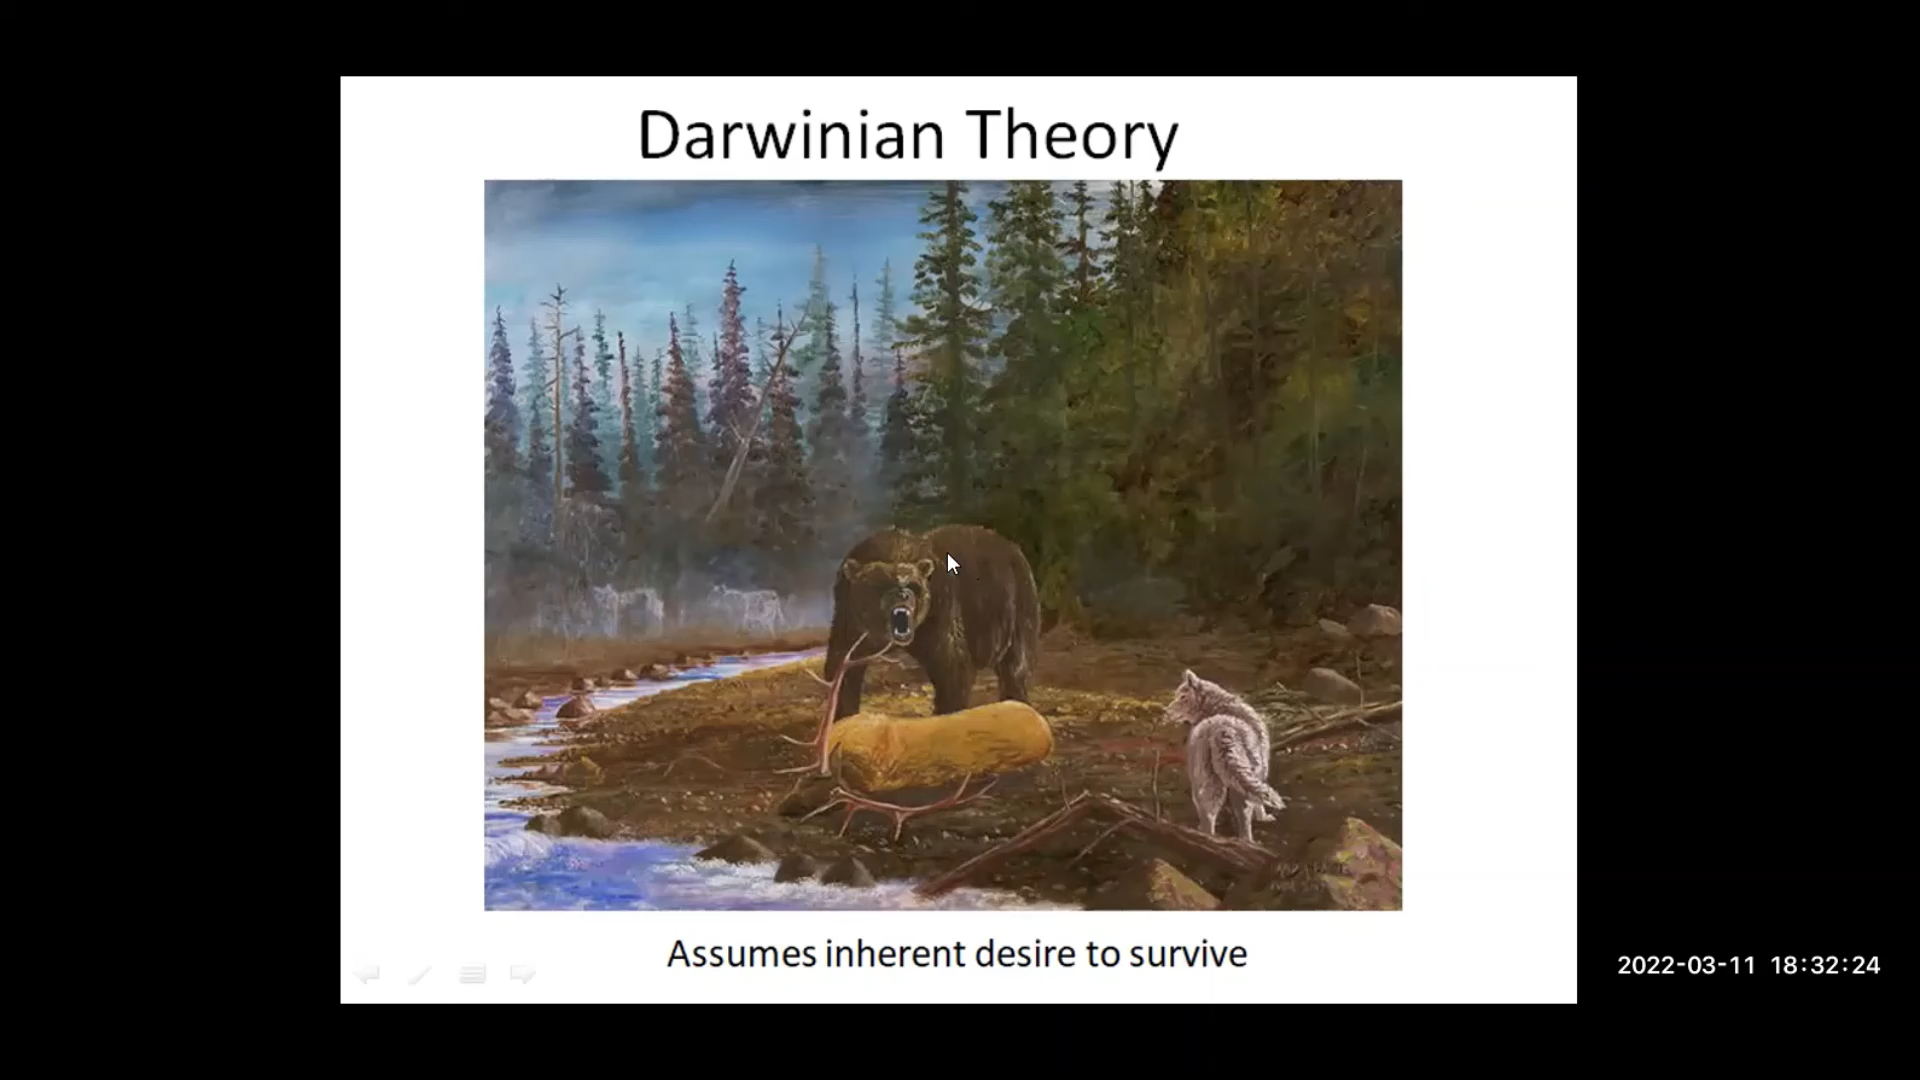 Darwinian Theory
Assumes inherent desire to survive
2022-03-11 18:32:24